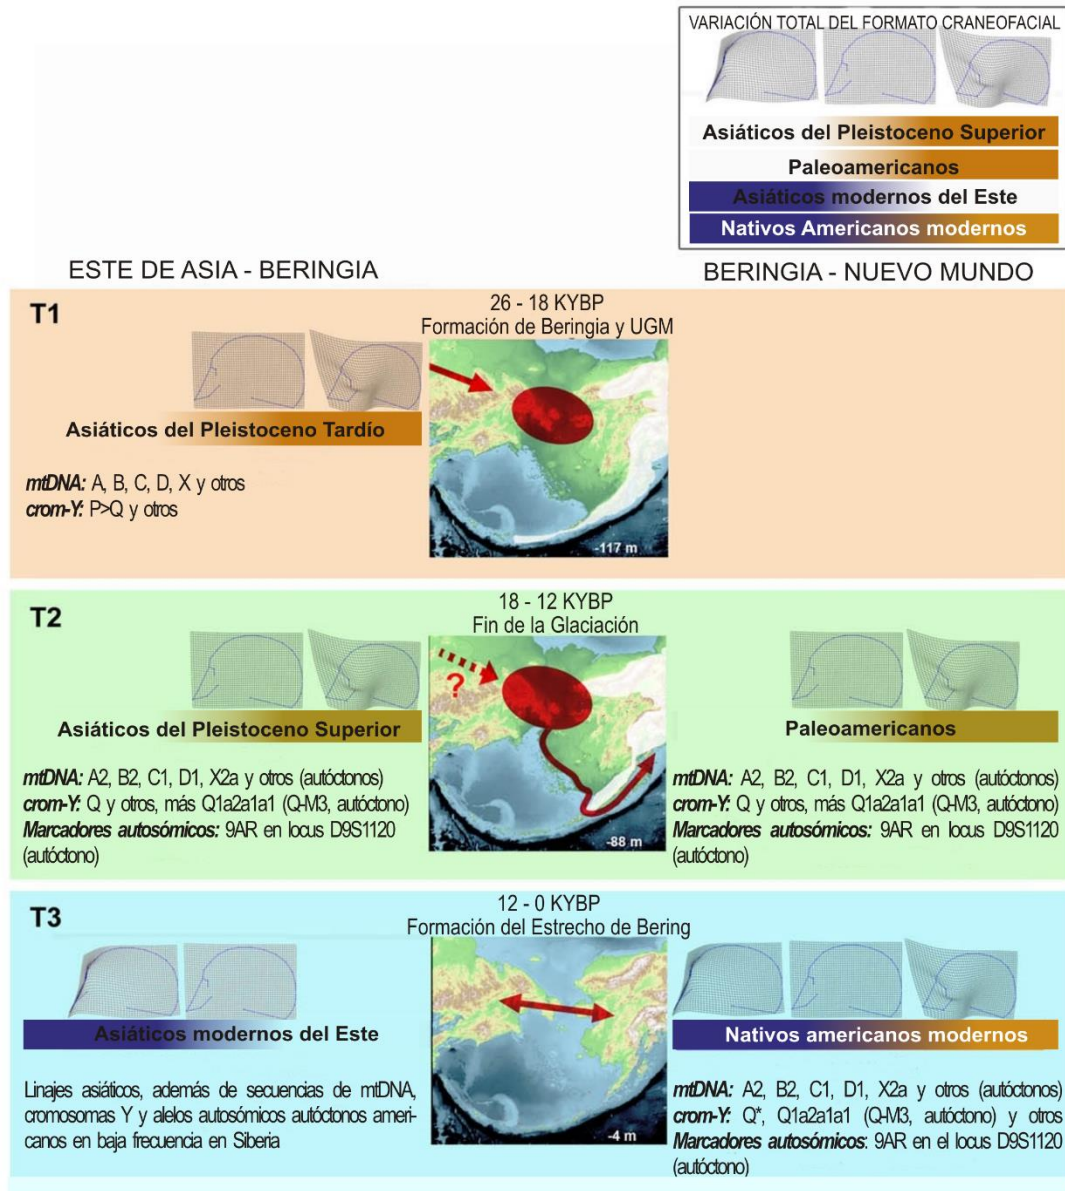 VARIACIÓN TOTAL DEL FORMATO CRANEOFACIAL
Asiáticos del Pleistoceno Superior
Paleoamericanos
Asiáticos modernos del Este
Nativos Americanos modernos
ESTE DE ASIA - BERINGIA
BERINGIA - NUEVO MUNDO
T1
26 - 18 KYBP
Formación de Beringia y UGM
Asiáticos del Pleistoceno Tardío
mtDNA: A, B, C, D, X y otros
crom-Y: P>Q y otros
-117 m
T2
18 - 12 KYBP
Fin de la Glaciación
?
Asiáticos del Pleistoceno Superior
mtDNA: A2, B2, C1, D1, X2a y otros (autóctonos)
crom-Y: Q y otros, más Q1a2a1a1 (Q-M3, autóctono)
Marcadores autosómicos: 9AR en locus D9S1120
(autóctono)
-88 m
Paleoamericanos
mtDNA: A2, B2, C1, D1, X2a y otros (autóctonos)
crom-Y: Q y otros, más Q1a2a1a1 (Q-M3, autóctono)
Marcadores autosómicos: 9AR en locus D9S1120
(autóctono)
T3
12 - 0 KYBP
Formación del Estrecho de Bering
Asiáticos modernos del Este
Linajes asiáticos, además de secuencias de mtDNA,
cromosomas Y y alelos autosómicos autóctonos ameri-
canos en baja frecuencia en Siberia
-4 m
Nativos americanos modernos
mtDNA: A2, B2, C1, D1, X2a y otros (autóctonos)
crom-Y: Q*, Q1a2a1a1 (Q-M3, autóctono) y otros
Marcadores autosómicos: 9AR en el locus D9S1120
(autóctono)